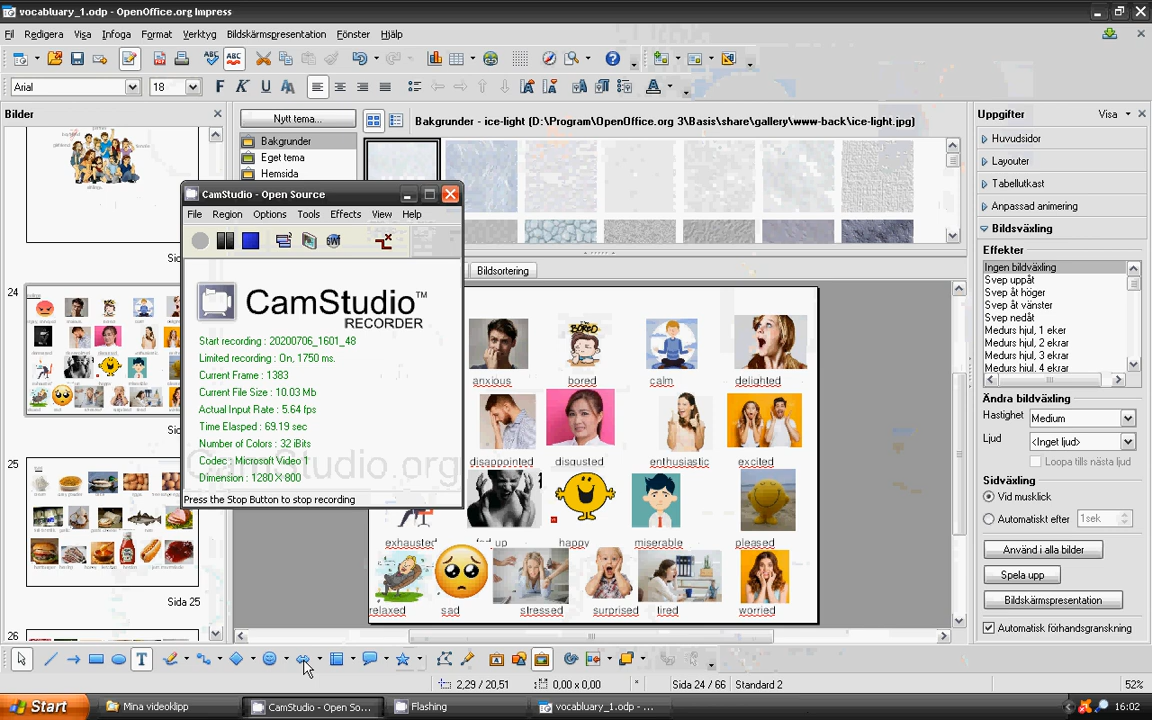 vocabluary_1.odp - OpenOffice.org Impress
Fil Redigera Visa Infoga Format Verktyg Bildskärmspresentation Fönster Hjälp
Arial 18 F K U
Bilder
Nytt tema...
Bakgrunder - ice-light (D:\Program\OpenOffice.org 3\Basis\share\gallery\www-back\ice-light.jpg)
Bakgrunder
Eget tema
Hemsida
24
25
Sida 25
26
CamStudio - Open Source
File Region Options Tools Effects View Help
CamStudio™
RECORDER
Start recording : 20200706_1601_48
Limited recording : On, 1750 ms.
Current Frame : 1383
Current File Size : 10.03 Mb
Actual Input Rate : 5.64 fps
Time Elasped : 69.19 sec
Number of Colors : 32 iBits
Codec : Microsoft Video 1
Dimension : 1280 X 800
CamStudio.org
Press the Stop Button to stop recording
Bildsortering
anxious bored calm delighted
disappointed disgusted enthusiastic excited
exhausted fed up happy miserable pleased
relaxed sad stressed surprised tired worried
Uppgifter Visa
Huvudsidor
Layouter
Tabellutkast
Anpassad animering
Bildsväxling
Effekter
Ingen bildväxling
Svep uppåt
Svep åt höger
Svep åt vänster
Svep nedåt
Medurs hjul, 1 eker
Medurs hjul, 2 ekrar
Medurs hjul, 3 ekrar
Medurs hjul, 4 ekrar
Ändra bildväxling
Hastighet Medium
Ljud <Inget ljud>
Loopa tills nästa ljud
Sidväxling
Vid musklick
Automatiskt efter 1sek
Använd i alla bilder
Spela upp
Bildskärmspresentation
Automatisk förhandsgranskning
2,29 / 20,51 0,00 x 0,00 * Sida 24 / 66 Standard 2 52%
Start Mina videoklipp CamStudio - Open So... Flashing vocabluary_1.odp - ... 16:02